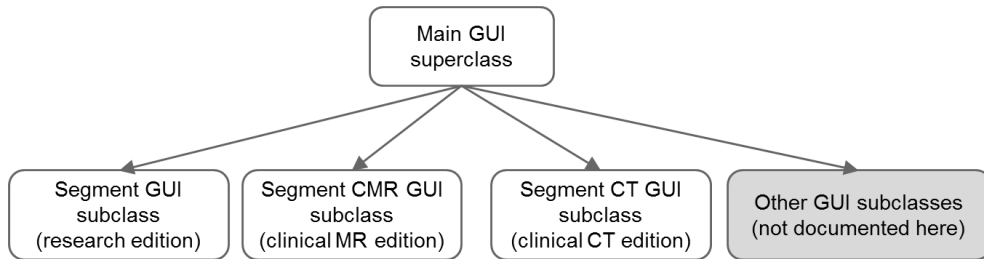 Main GUI
superclass
Segment GUI
subclass
(research edition)
Segment CMR GUI
subclass
(clinical MR edition)
Segment CT GUI
subclass
(clinical CT edition)
Other GUI subclasses
(not documented here)